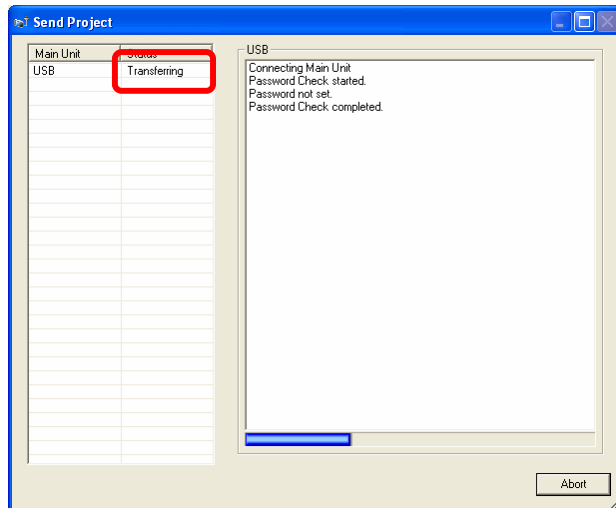 Send Project
Main Unit Status
USB Transferring
USB
Connecting Main Unit
Password Check started.
Password not set.
Password Check completed.
Abort